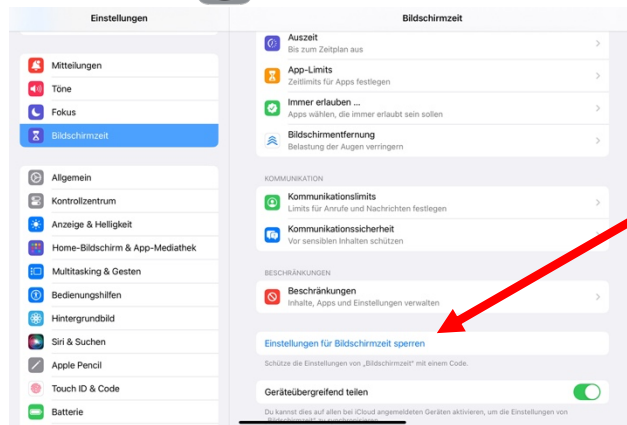 Einstellungen
Bildschirmzeit
Mitteilungen
Töne
Fokus
Bildschirmzeit
Allgemein
Kontrollzentrum
Anzeige & Helligkeit
Home-Bildschirm & App-Mediathek
Multitasking & Gesten
Bedienungshilfen
Hintergrundbild
Siri & Suchen
Apple Pencil
Touch ID & Code
Batterie
Auszeit
Bis zum Zeitplan aus
App-Limits
Zeitlimits für Apps festlegen
Immer erlauben ...
Apps wählen, die immer erlaubt sein sollen
Bildschirmentfernung
Belastung der Augen verringern
KOMMUNIKATION
Kommunikationslimits
Limits für Anrufe und Nachrichten festlegen
Kommunikationssicherheit
Vor sensiblen Inhalten schützen
BESCHRÄNKUNGEN
Beschränkungen
Inhalte, Apps und Einstellungen verwalten
Einstellungen für Bildschirmzeit sperren
Schütze die Einstellungen von „Bildschirmzeit“ mit einem Code.
Geräteübergreifend teilen
Du kannst dies auf allen bei iCloud angemeldeten Geräten aktivieren, um die Einstellungen von